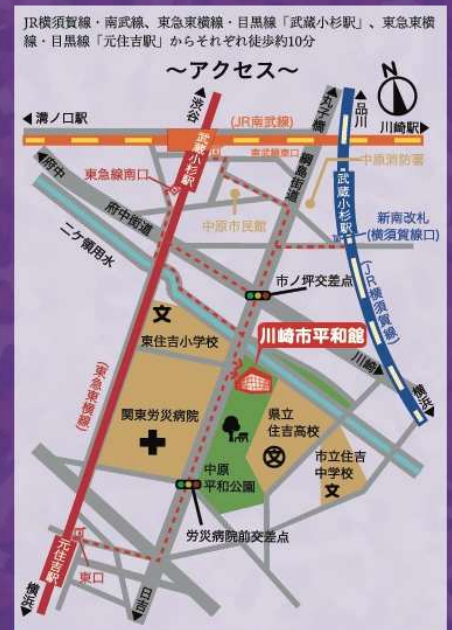 JR横須賀線・南武線、東急東横線・目黒線「武蔵小杉駅」、東急東横
線・目黒線「元住吉駅」からそれぞれ徒歩約10分
〜アクセス〜
N
渋谷
丸子橋
品川
溝ノ口駅
(JR南武線)
川崎駅
武蔵小杉駅
南武線南口
綱島街道
中原消防署
府中
東急線南口
中原市民館
武蔵小杉駅
新南改札
(横須賀線口)
府中街道
二ケ領用水
市ノ坪交差点
(JR横須賀線)
文
東住吉小学校
川崎市平和館
川崎
横浜
(東急東横線)
関東労災病院
県立
住吉高校
文
市立住吉
中学校
文
中原
平和公園
労災病院前交差点
元住吉駅
東口
横浜
日吉